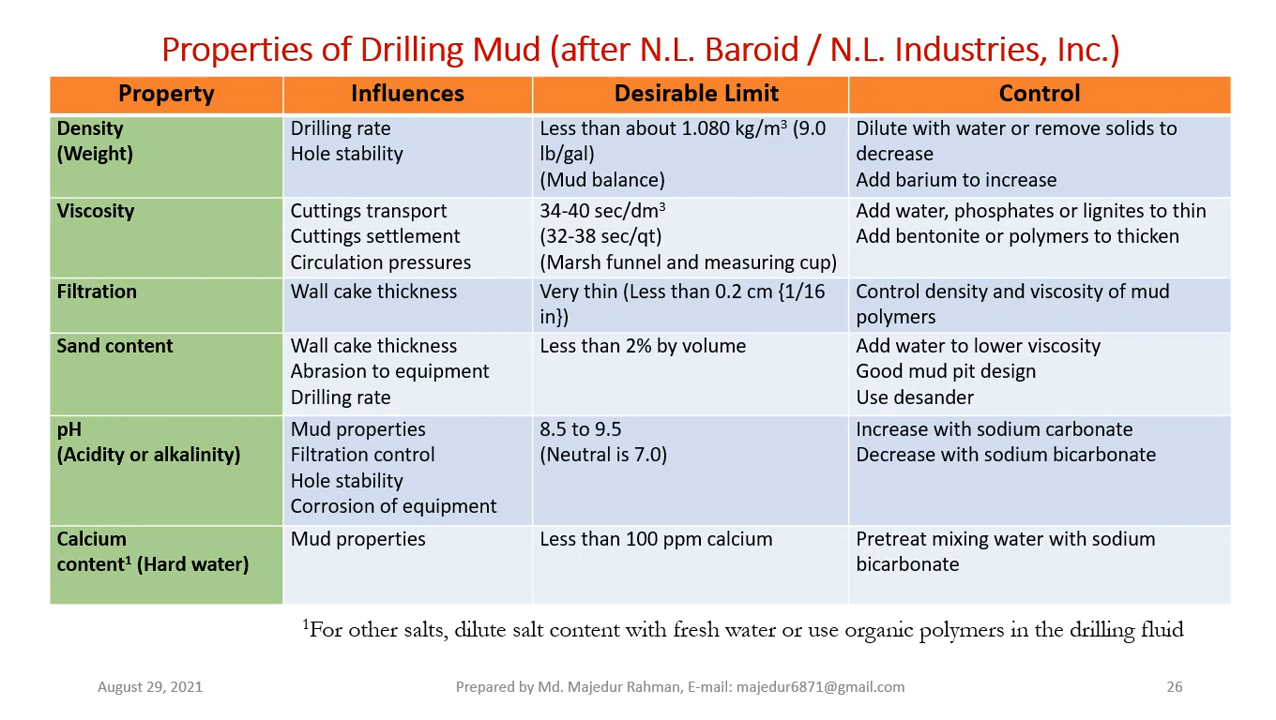 Properties of Drilling Mud (after N.L. Baroid / N.L. Industries, Inc.)
Property Influences Desirable Limit Control
Density
(Weight)
Drilling rate
Hole stability
Less than about 1.080 kg/m³ (9.0
lb/gal)
(Mud balance)
Dilute with water or remove solids to
decrease
Add barium to increase
Viscosity
Cuttings transport
Cuttings settlement
Circulation pressures
34-40 sec/dm³
(32-38 sec/qt)
(Marsh funnel and measuring cup)
Add water, phosphates or lignites to thin
Add bentonite or polymers to thicken
Filtration
Wall cake thickness
Very thin (Less than 0.2 cm {1/16
in})
Control density and viscosity of mud
polymers
Sand content
Wall cake thickness
Abrasion to equipment
Drilling rate
Less than 2% by volume
Add water to lower viscosity
Good mud pit design
Use desander
pH
(Acidity or alkalinity)
Mud properties
Filtration control
Hole stability
Corrosion of equipment
8.5 to 9.5
(Neutral is 7.0)
Increase with sodium carbonate
Decrease with sodium bicarbonate
Calcium
content¹ (Hard water)
Mud properties
Less than 100 ppm calcium
Pretreat mixing water with sodium
bicarbonate
¹For other salts, dilute salt content with fresh water or use organic polymers in the drilling fluid
August 29, 2021
Prepared by Md. Majedur Rahman, E-mail: majedur6871@gmail.com
26